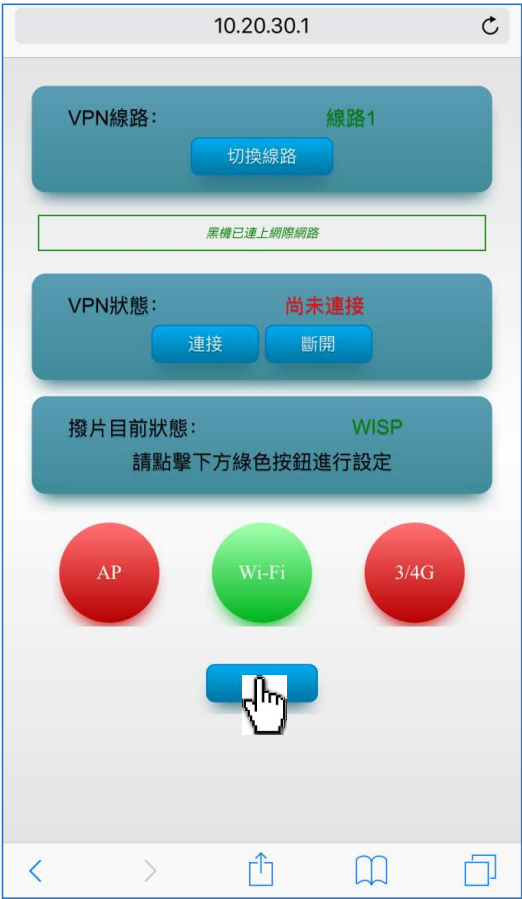 10.20.30.1
VPN線路： 線路1
切換線路
黑機已連上網際網路
VPN狀態： 尚未連接
連接 斷開
撥片目前狀態： WISP
請點擊下方綠色按鈕進行設定
AP Wi-Fi 3/4G